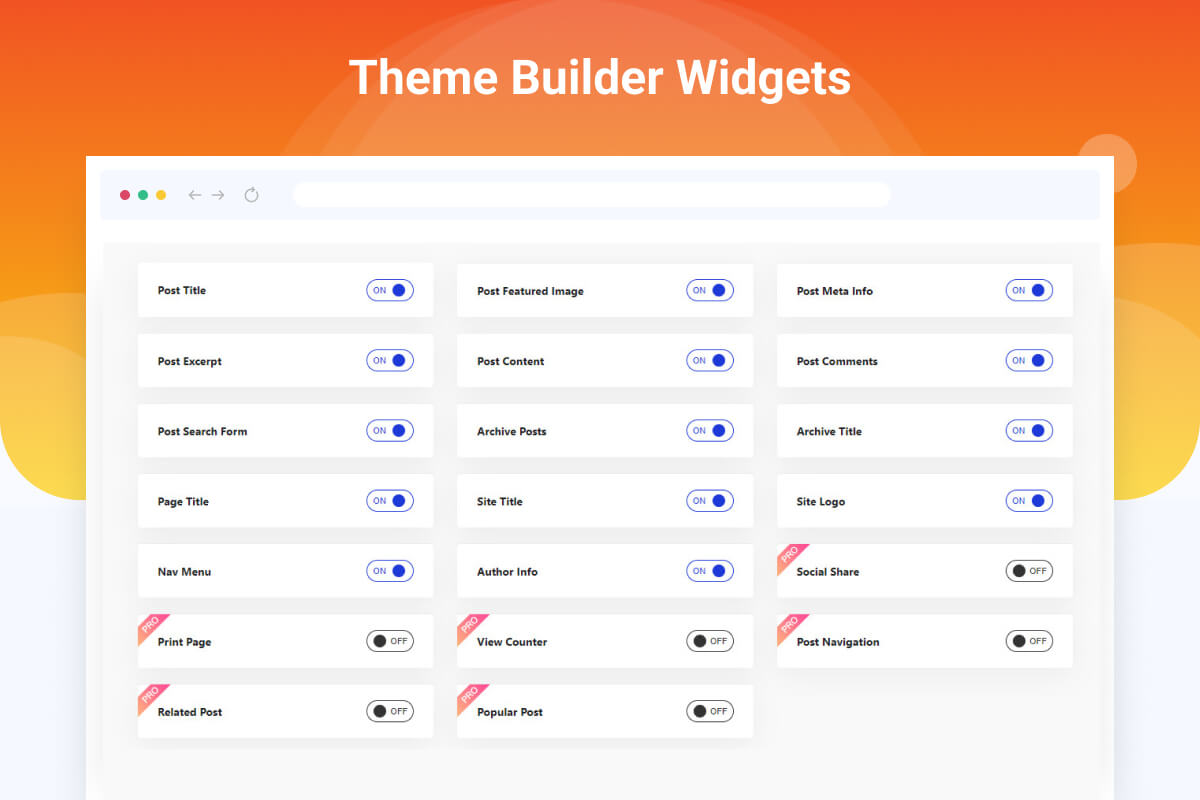 Theme Builder Widgets
Post Title ON
Post Featured Image ON
Post Meta Info ON
Post Excerpt ON
Post Content ON
Post Comments ON
Post Search Form ON
Archive Posts ON
Archive Title ON
Page Title ON
Site Title ON
Site Logo ON
Nav Menu ON
Author Info ON
PRO
Social Share OFF
PRO
Print Page OFF
PRO
View Counter OFF
PRO
Post Navigation OFF
PRO
Related Post OFF
PRO
Popular Post OFF